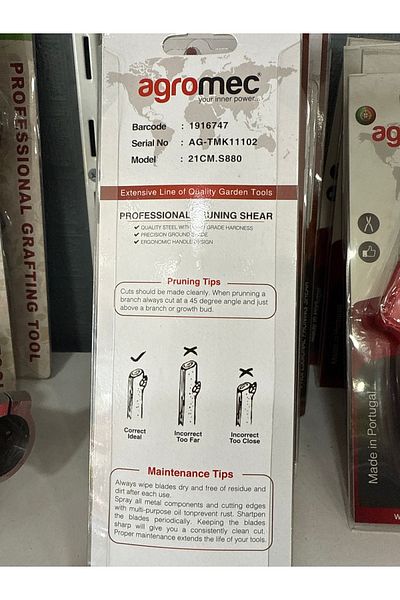 agromec
your inner power...
Barcode : 1916747
Serial No : AG-TMK11102
Model : 21CM.S880
Extensive Line of Quality Garden Tools
PROFESSIONAL PRUNING SHEAR
QUALITY STEEL WITH HIGH GRADE HARDNESS
PRECISION GROUND BLADE
ERGONOMIC HANDLE DESIGN
Pruning Tips
Cuts should be made cleanly. When prunning a
branch always cut at a 45 degree angle and just
above a branch or growth bud.
Correct
Ideal
Incorrect
Too Far
Incorrect
Too Close
Maintenance Tips
Always wipe blades dry and free of residue and
dirt after each use.
Spray all metal components and cutting edges
with multi-purpose oil tonprevent rust. Sharpten
the blades periodically. Keeping the blades
sharp will give you a consistently clean cut.
Proper maintenance extends the life of your tools.
PROFESSIONAL GRAFTING TOOL
ag
Made in Portugal